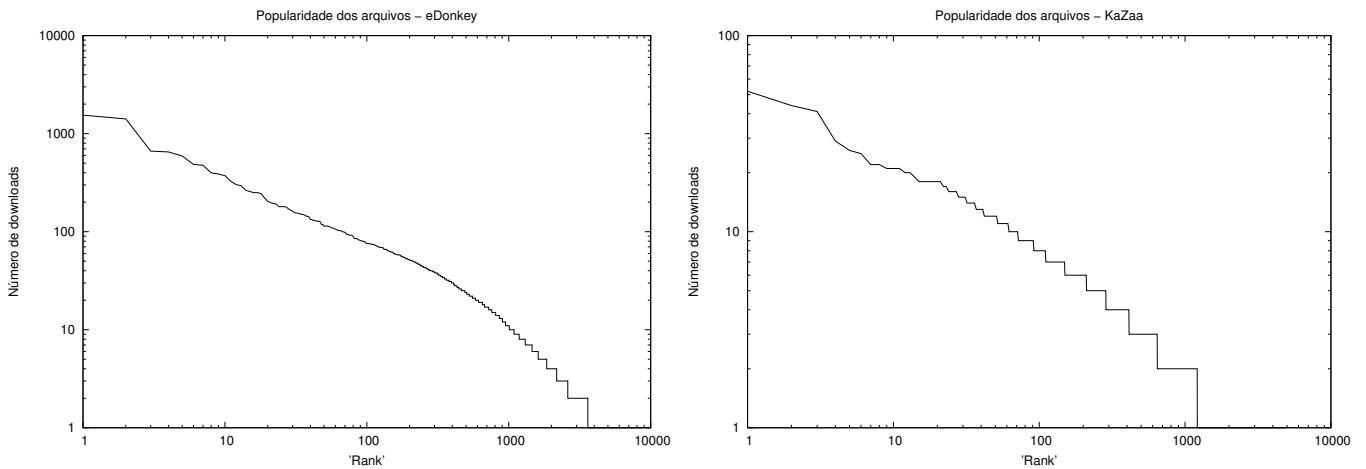 Popularidade dos arquivos – eDonkey
10000
1000
100
10
1
Número de downloads
1 10 100 1000 10000
'Rank'
Popularidade dos arquivos – KaZaa
100
10
1
Número de downloads
1 10 100 1000 10000
'Rank'